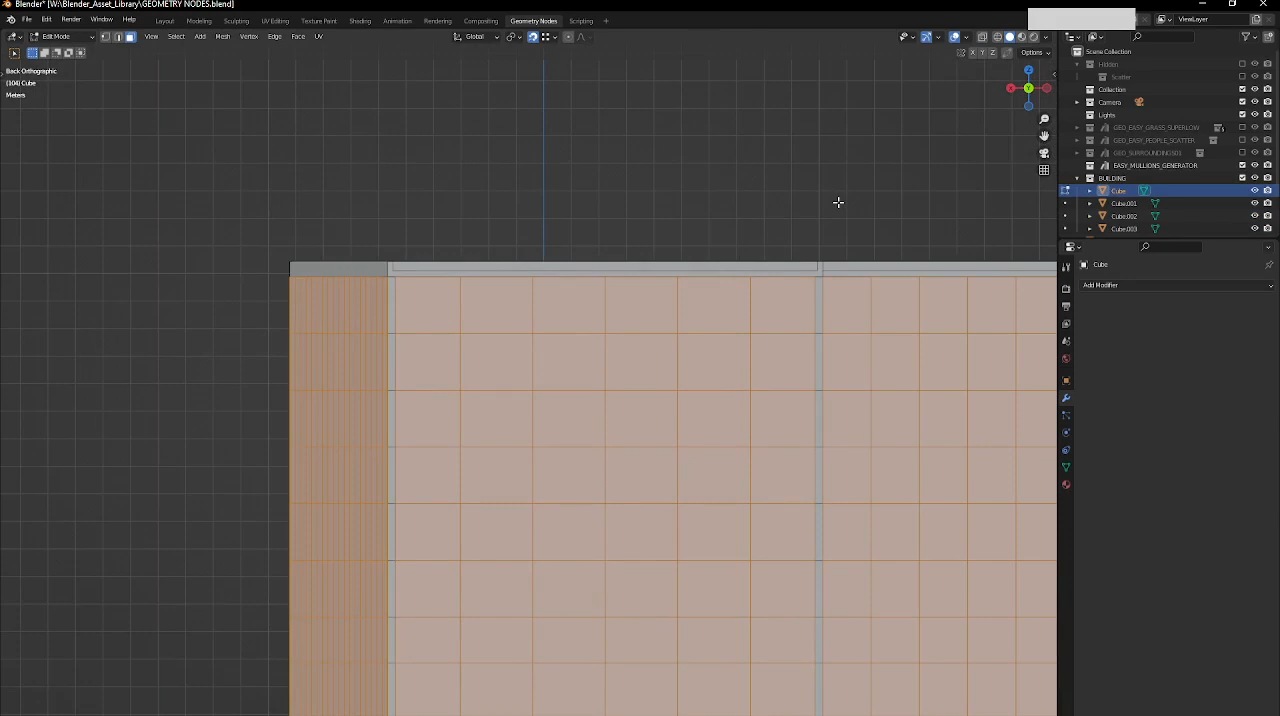 Blender* [W:\Blender_Asset_Library\GEOMETRY NODES.blend]
File Edit Render Window Help Layout Modeling Sculpting UV Editing Texture Paint Shading Animation Rendering Compositing Geometry Nodes Scripting + ViewLayer
Edit Mode View Select Add Mesh Vertex Edge Face UV Global
X Y Z Options
Back Orthographic
(104) Cube
Meters
Z
X Y
Scene Collection
Hidden
Scatter
Collection
Camera
Lights
GEO_EASY_GRASS_SUPERLOW
GEO_EASY_PEOPLE_SCATTER
GEO_SURROUNDINGS01
EASY_MULLIONS_GENERATOR
BUILDING
Cube
Cube.001
Cube.002
Cube.003
Cube
Add Modifier